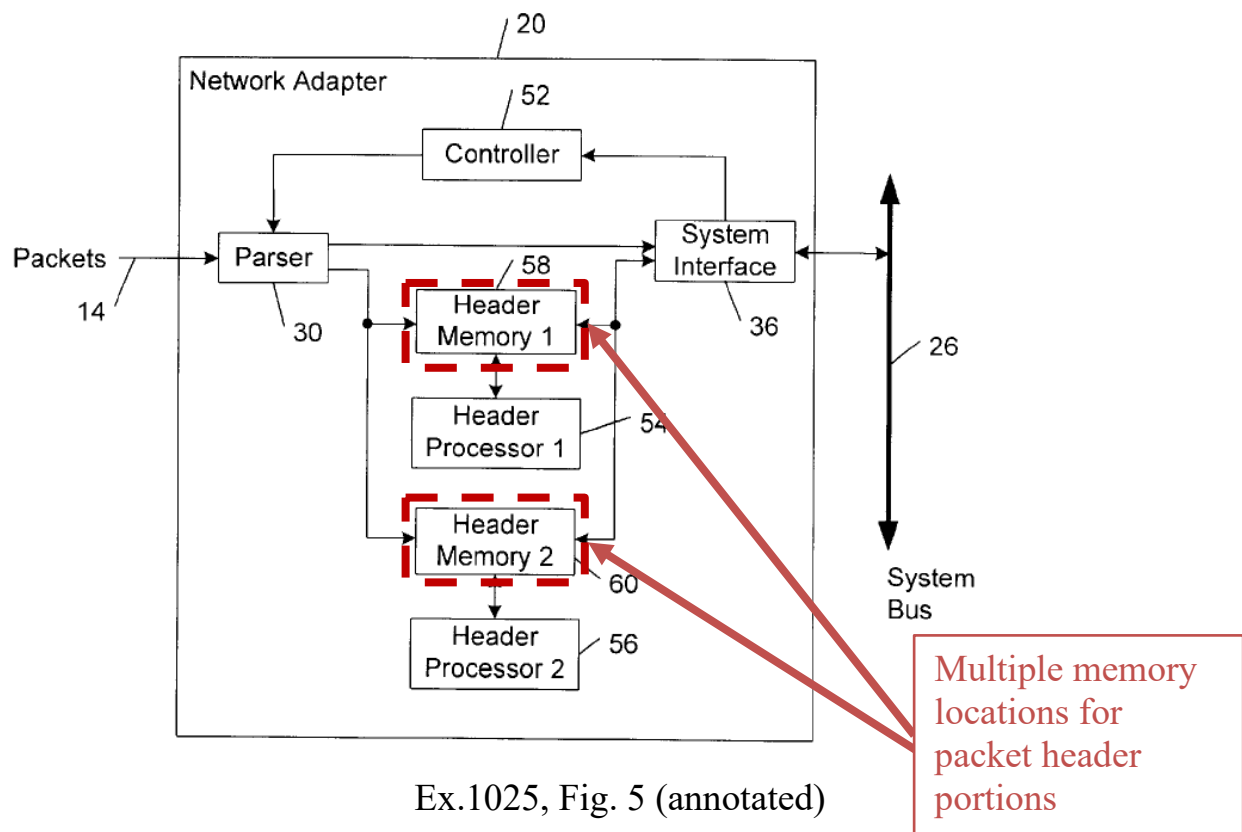 20
Network Adapter
52
Controller
Packets
14
Parser
30
System
Interface
36
58
Header
Memory 1
26
Header
Processor 1
54
Header
Memory 2
60
System
Bus
Header
Processor 2
56
Multiple memory
locations for
packet header
portions
Ex.1025, Fig. 5 (annotated)